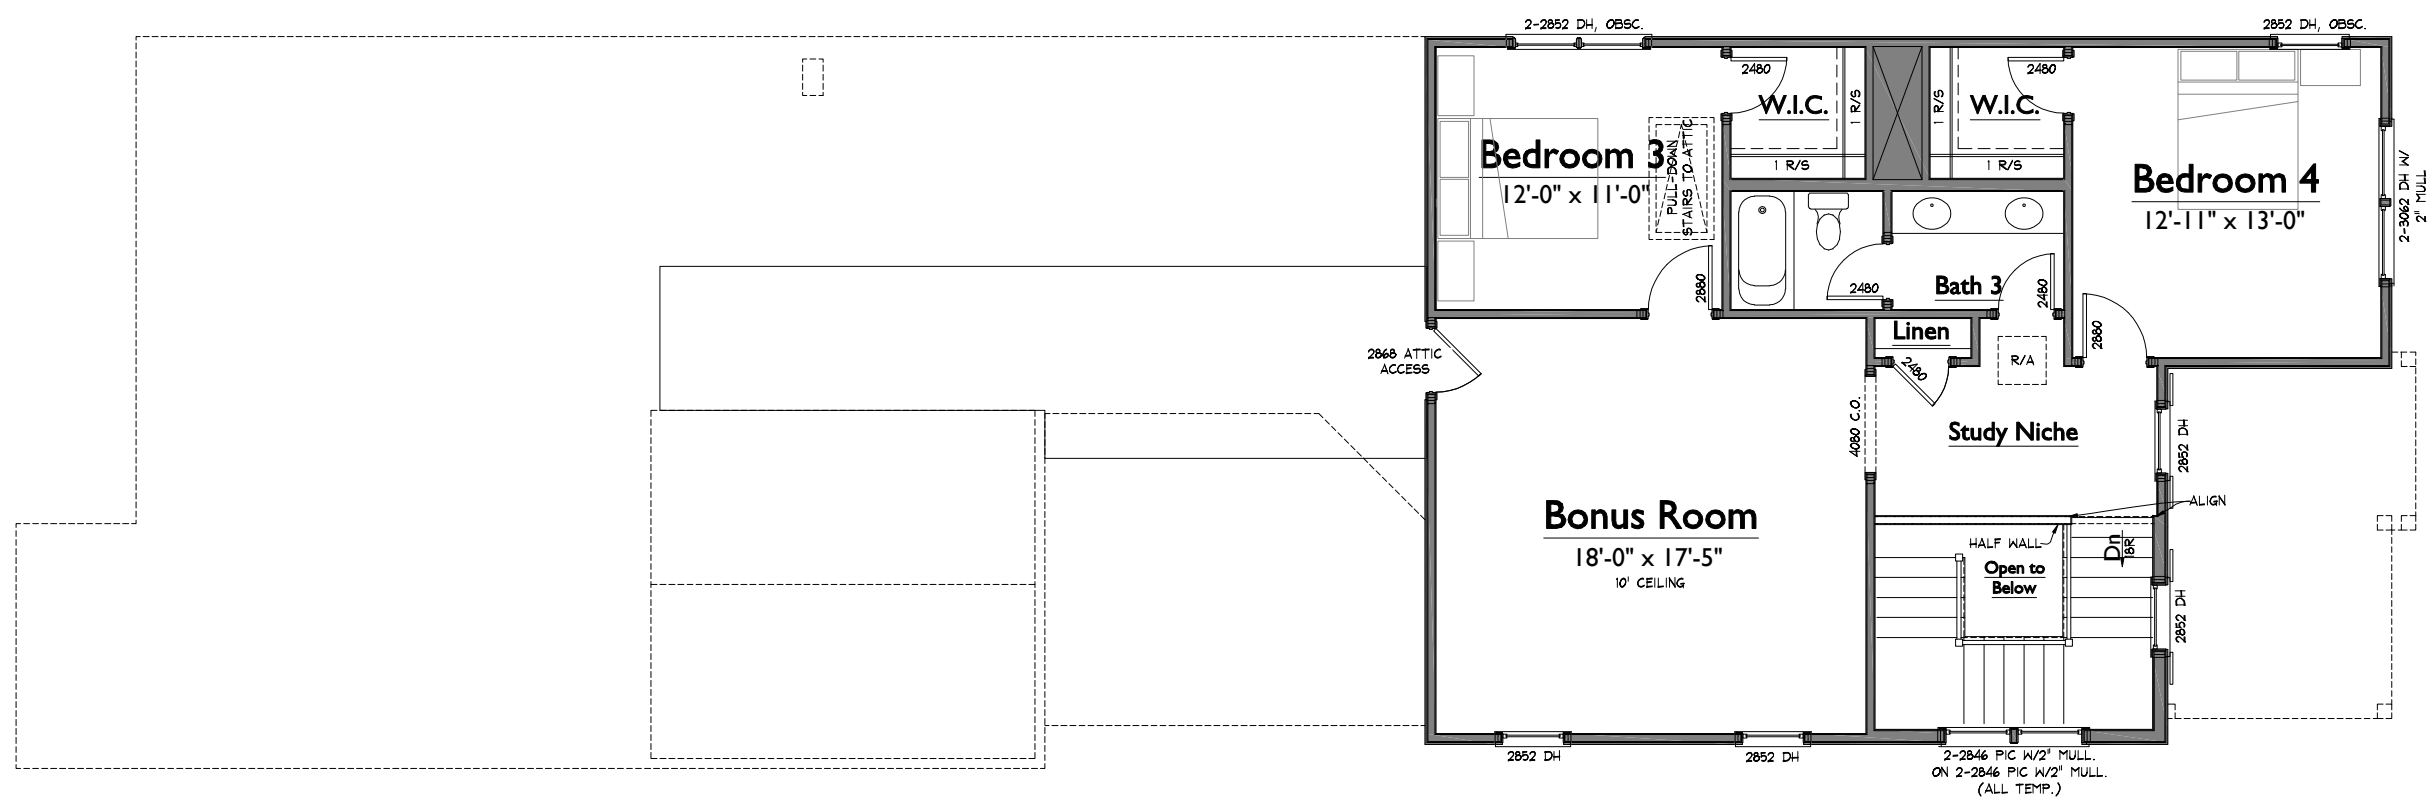 2-2852 DH, OBSC.
2852 DH, OBSC.
2480
W.I.C.
1 R/S
1 R/S
2480
W.I.C.
1 R/S
1 R/S
Bedroom 3
12'-0" x 11'-0"
PULL-DOWN
STAIRS TO ATTIC
2880
Bedroom 4
12'-11" x 13'-0"
2-3062 DH W/
2" MULL
2480
Bath 3
2480
2880
Linen
2480
R/A
2868 ATTIC
ACCESS
4080 C.O.
Study Niche
2852 DH
ALIGN
Bonus Room
18'-0" x 17'-5"
10' CEILING
HALF WALL
Dn
18R
Open to
Below
2852 DH
2852 DH
2852 DH
2-2846 PIC W/2" MULL.
ON 2-2846 PIC W/2" MULL.
(ALL TEMP.)